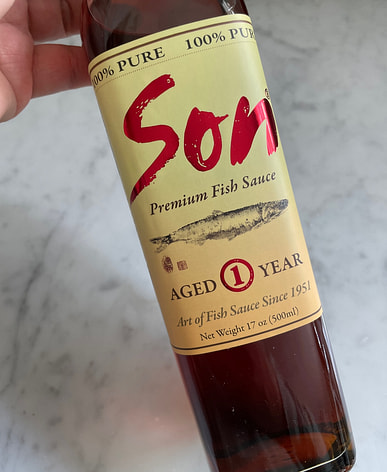 100% PURE 100% PUR
Son
Premium Fish Sauce
AGED 1 YEAR
Art of Fish Sauce Since 1951
Net Weight 17 oz (500ml)